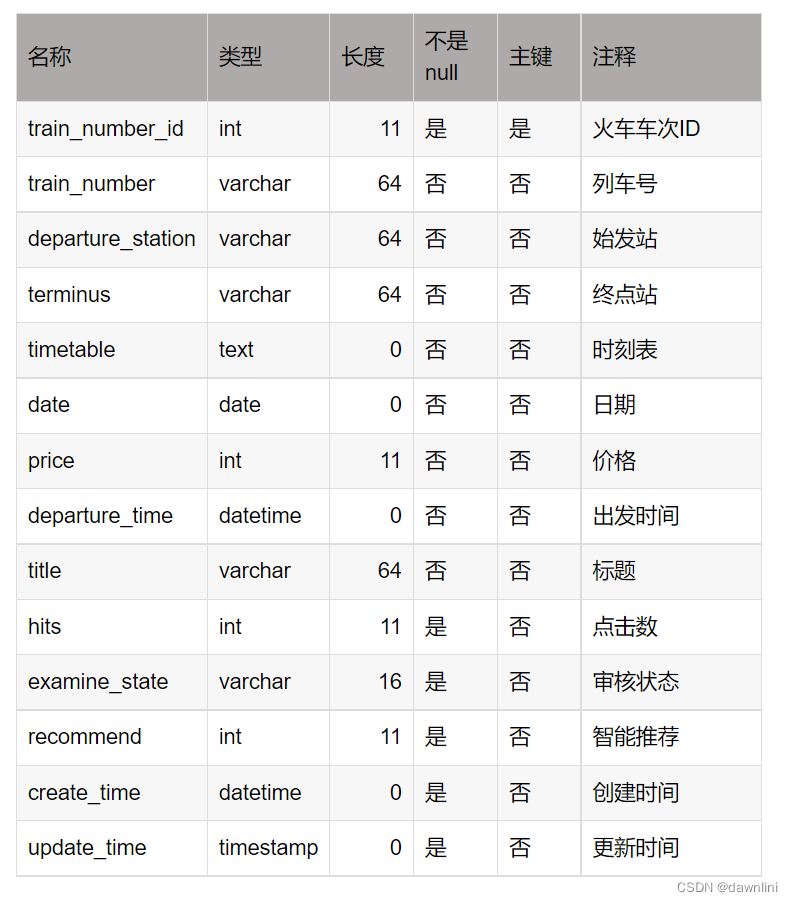 名称 类型 长度 不是null 主键 注释
train_number_id int 11 是 是 火车车次ID
train_number varchar 64 否 否 列车号
departure_station varchar 64 否 否 始发站
terminus varchar 64 否 否 终点站
timetable text 0 否 否 时刻表
date date 0 否 否 日期
price int 11 否 否 价格
departure_time datetime 0 否 否 出发时间
title varchar 64 否 否 标题
hits int 11 是 否 点击数
examine_state varchar 16 是 否 审核状态
recommend int 11 是 否 智能推荐
create_time datetime 0 是 否 创建时间
update_time timestamp 0 是 否 更新时间
CSDN @dawnlini